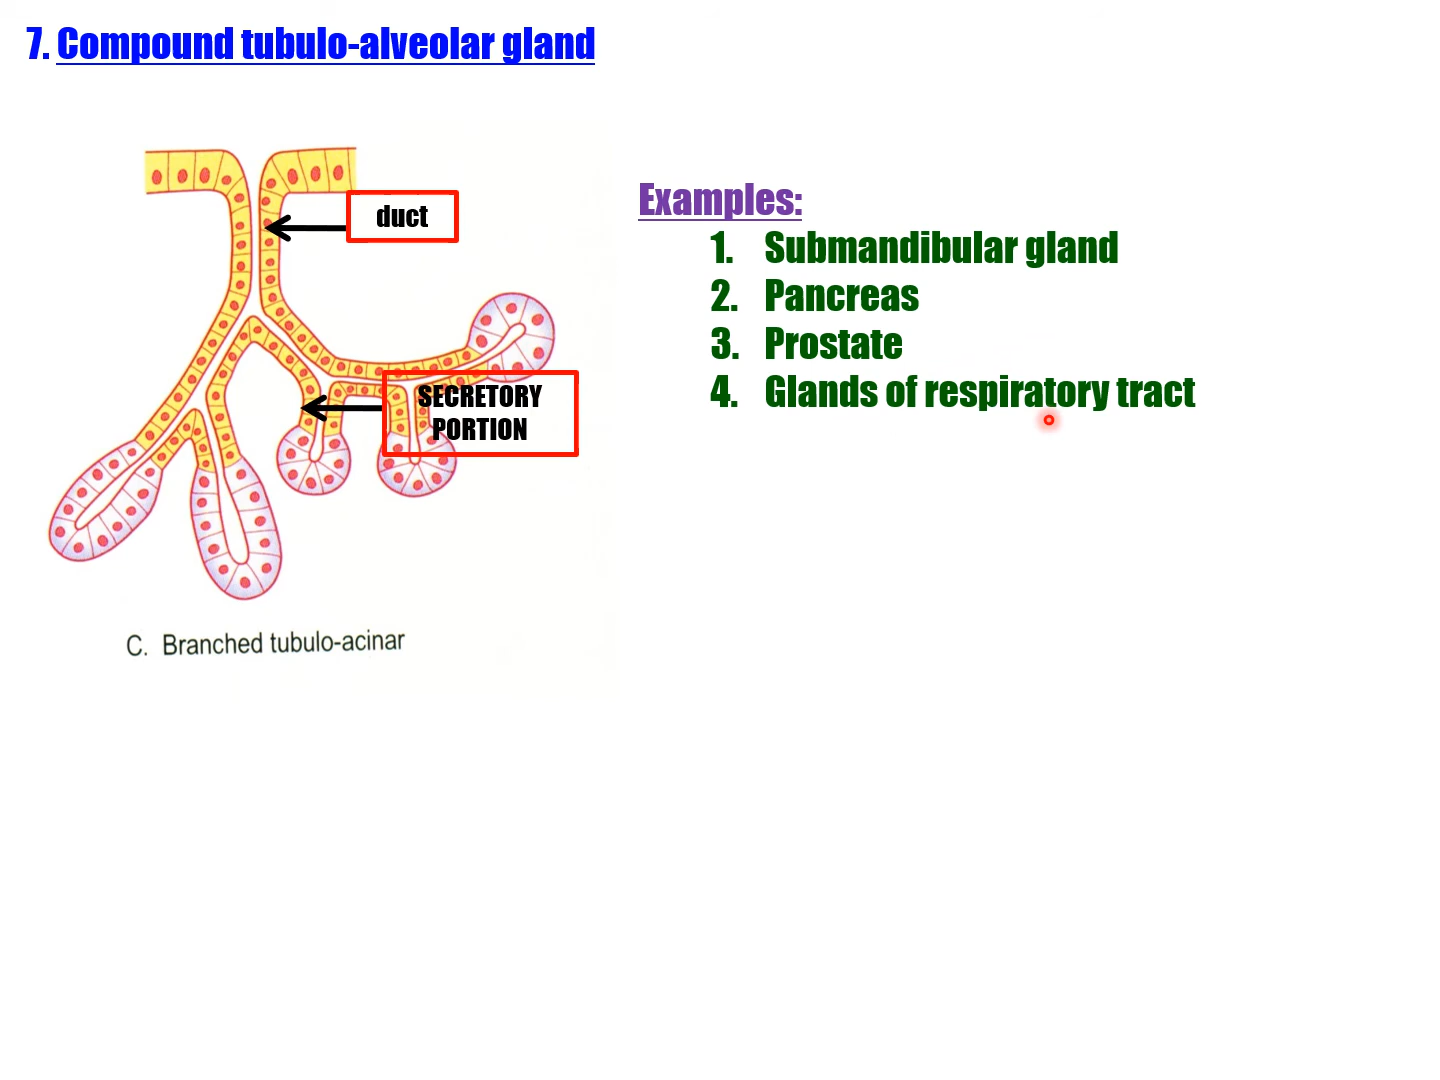 7. Compound tubulo-alveolar gland
duct
SECRETORY
PORTION
C. Branched tubulo-acinar
Examples:
1. Submandibular gland
2. Pancreas
3. Prostate
4. Glands of respiratory tract